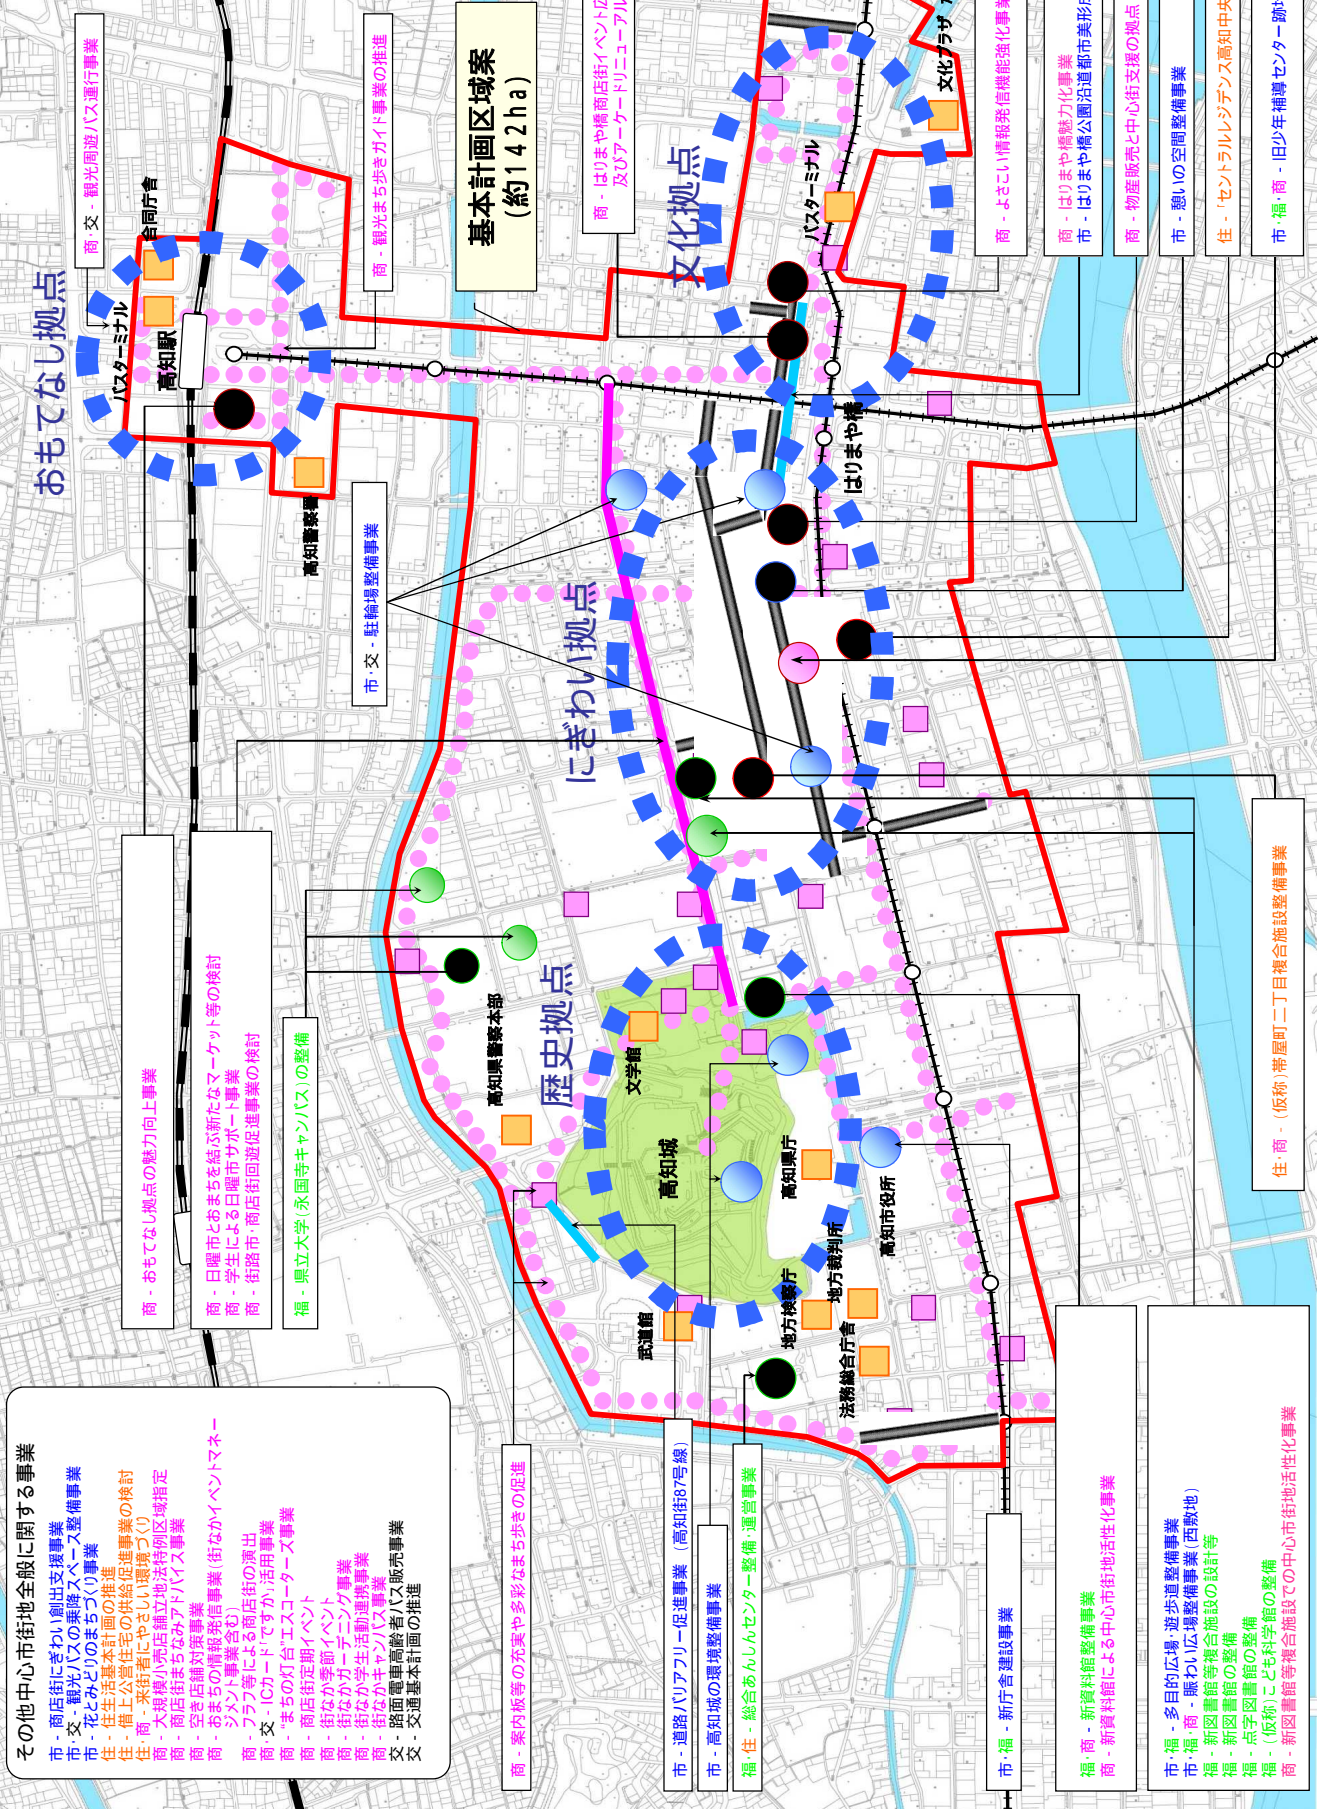 その他中心市街地全般に関する事業
市 - 商店街にぎわい創出支援事業
市･交 - 観光バスの乗降スペース整備事業
市 - 花とみどりのまちづくり事業
住 - 住生活基本計画の推進
住 - 借上公営住宅の供給促進事業の検討
住･商 - 来街者にやさしい環境づくり
商 - 大規模小売店舗立地法特例区域指定
商 - 商店街まちなみアドバイス事業
商 - 空き店舗対策事業
商 - おまちの情報発信事業(街なかイベントマネー
ジメント事業含む)
商 - フラフ等による商店街の演出
商･交 - ICカード「ですか」活用事業
商 - “まちの灯台”エスコーターズ事業
商 - 商店街定期イベント
商 - 街なか季節イベント
商 - 街なかガーデニング事業
商 - 街なか学生活動連携事業
商 - 街なかキャンパス事業
交 - 路面電車高齢者パス販売事業
交 - 交通基本計画の推進
商 - おもてなし拠点の魅力向上事業
商 - 日曜市とおまちを結ぶ新たなマーケット等の検討
商 - 学生による日曜市サポート事業
商 - 街路市･商店街回遊促進事業の検討
福 - 県立大学(永国寺キャンパス)の整備
市･交 - 駐輪場整備事業
商･交 - 観光周遊バス運行事業
商 - 観光まち歩きガイド事業の推進
基本計画区域案
(約142ha)
商 - はりまや橋商店街イベント広
及びアーケードリニューアル
おもてなし拠点
バスターミナル
合同庁舎
高知駅
高知警察署
文化拠点
バスターミナル
文化プラザ
はりまや橋
にぎわい拠点
歴史拠点
高知県警察本部
文学館
高知城
高知県庁
高知市役所
地方裁判所
地方検察庁
法務総合庁舎
武道館
商 - 案内板等の充実や多彩なまち歩きの促進
市 - 道路バリアフリー促進事業 (高知街87号線)
市 - 高知城の環境整備事業
福･住 - 総合あんしんセンター整備･運営事業
市･福 - 新庁舎建設事業
福･商 - 新資料館整備事業
商 - 新資料館による中心市街地活性化事業
市･福 - 多目的広場･遊歩道整備事業
市･福･商 - 賑わい広場整備事業(西敷地)
福 - 新図書館等複合施設の設計等
福 - 新図書館の整備
福 - 点字図書館の整備
福 - (仮称)こども科学館の整備
商 - 新図書館等複合施設での中心市街地活性化事業
住･商 - (仮称)帯屋町二丁目複合施設整備事業
商 - よさこい情報発信機能強化事業
商 - はりまや橋魅力化事業
市 - はりまや橋公園沿道都市美形成
商 - 物産販売と中心街支援の拠点
市 - 憩いの空間整備事業
住 - 「セントラルレジデンス高知中央
市･福･商 - 旧少年補導センター跡地